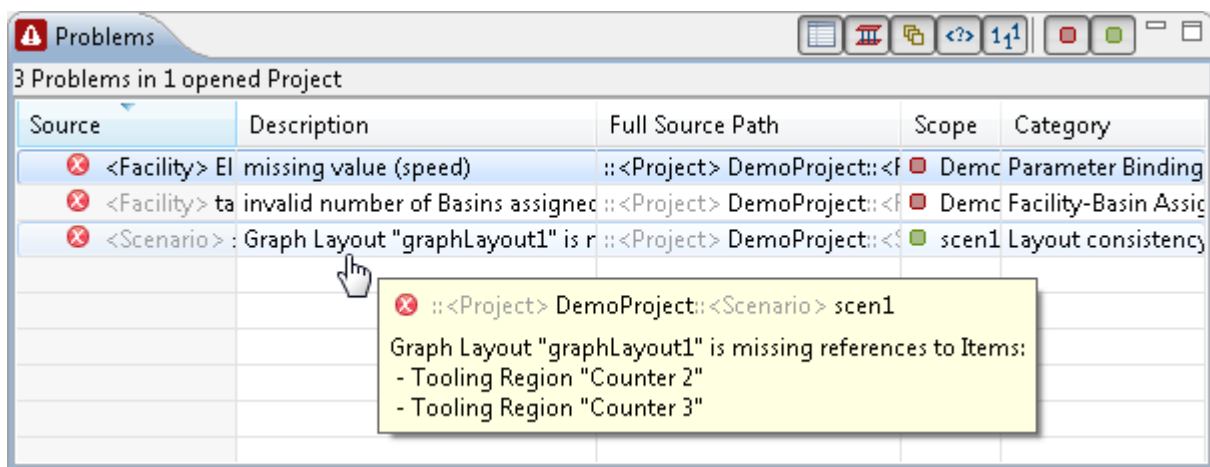 Problems
3 Problems in 1 opened Project
Source Description Full Source Path Scope Category
<Facility> El missing value (speed) ::<Project> DemoProject::<F Demo Parameter Binding
<Facility> ta invalid number of Basins assigned ::<Project> DemoProject::<F Demo Facility-Basin Assig
<Scenario> : Graph Layout "graphLayout1" is r ::<Project> DemoProject::<S scen1 Layout consistency
::<Project> DemoProject::<Scenario> scen1
Graph Layout "graphLayout1" is missing references to Items:
- Tooling Region "Counter 2"
- Tooling Region "Counter 3"